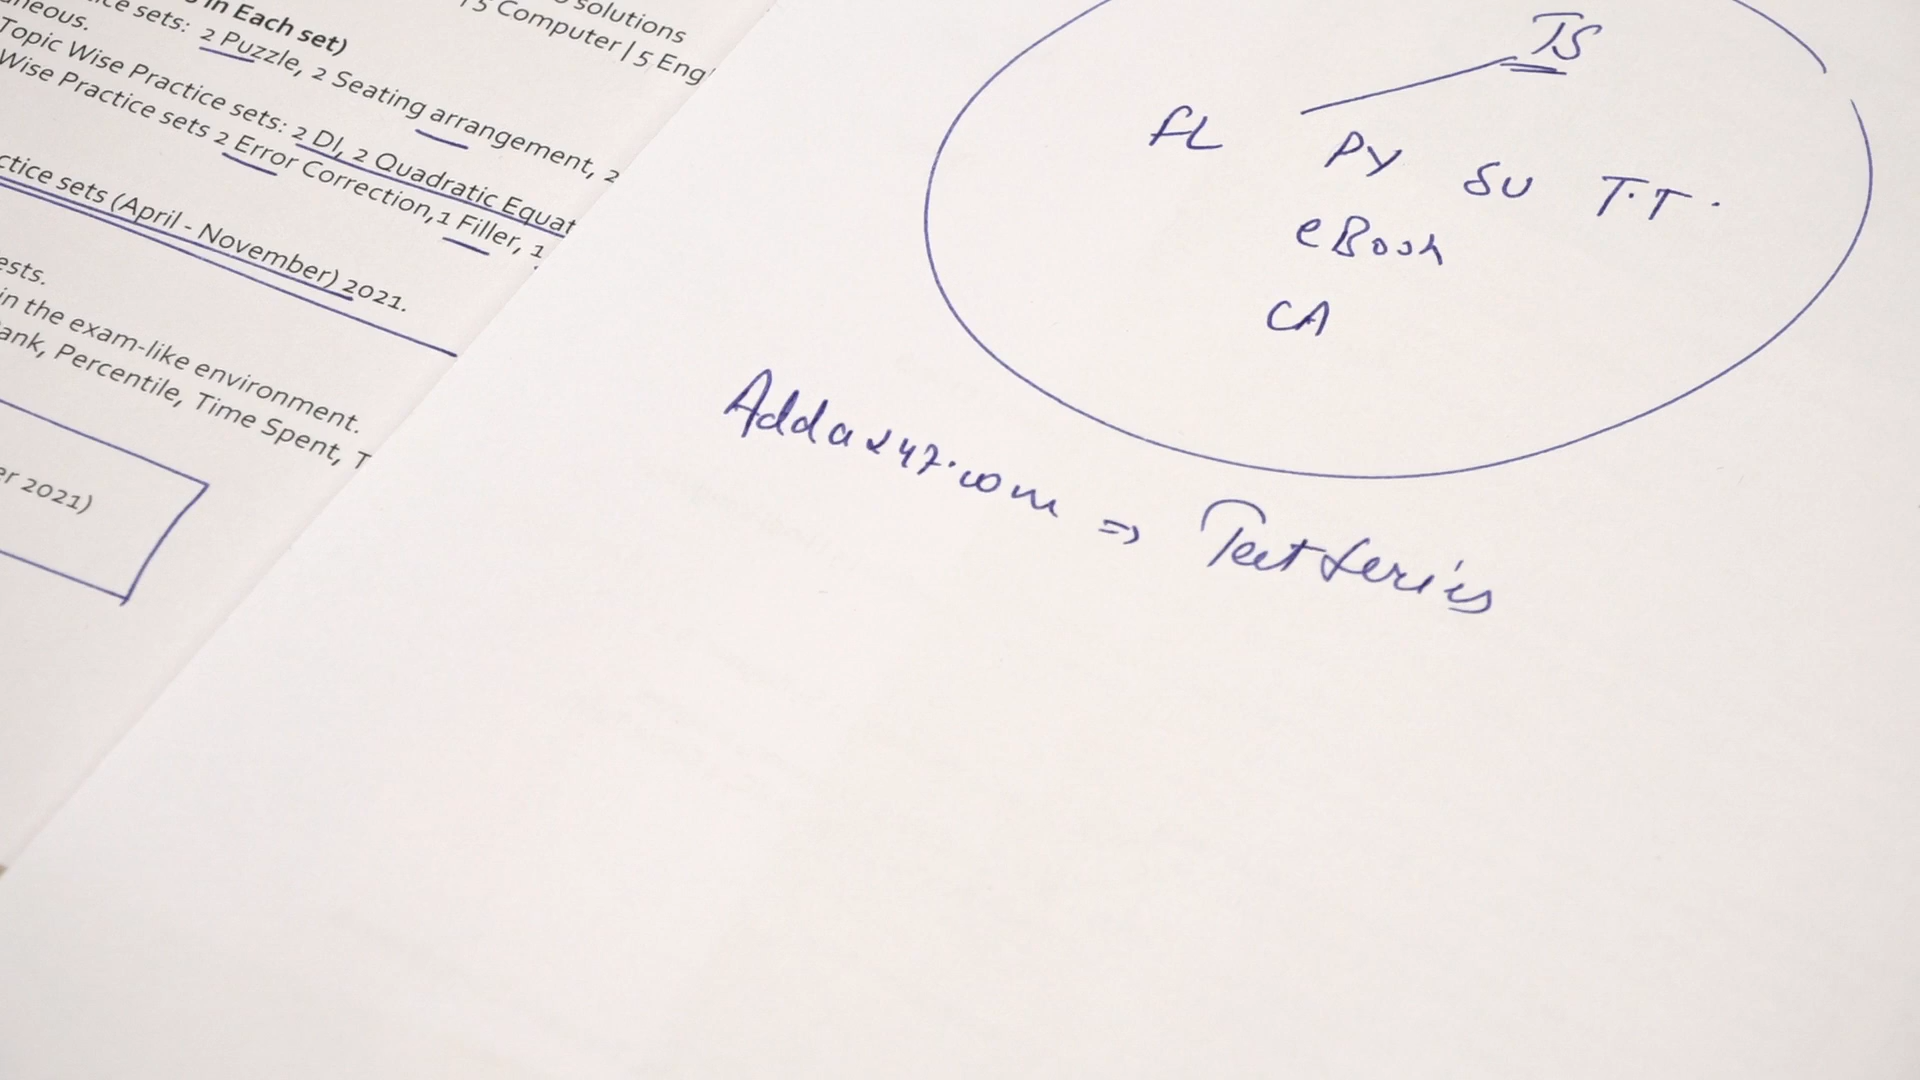 solutions
| 5 Computer | 5 Eng
in Each set)
ce sets: 2 Puzzle, 2 Seating arrangement, 2
neous.
Topic Wise Practice sets: 2 DI, 2 Quadratic Equat
Wise Practice sets 2 Error Correction, 1 Filler, 1
ctice sets (April - November) 2021.
ests.
in the exam-like environment.
ank, Percentile, Time Spent, T
er 2021)
TS
FL PY SU T.T.
eBook
CA
Adda247.com => Test Series